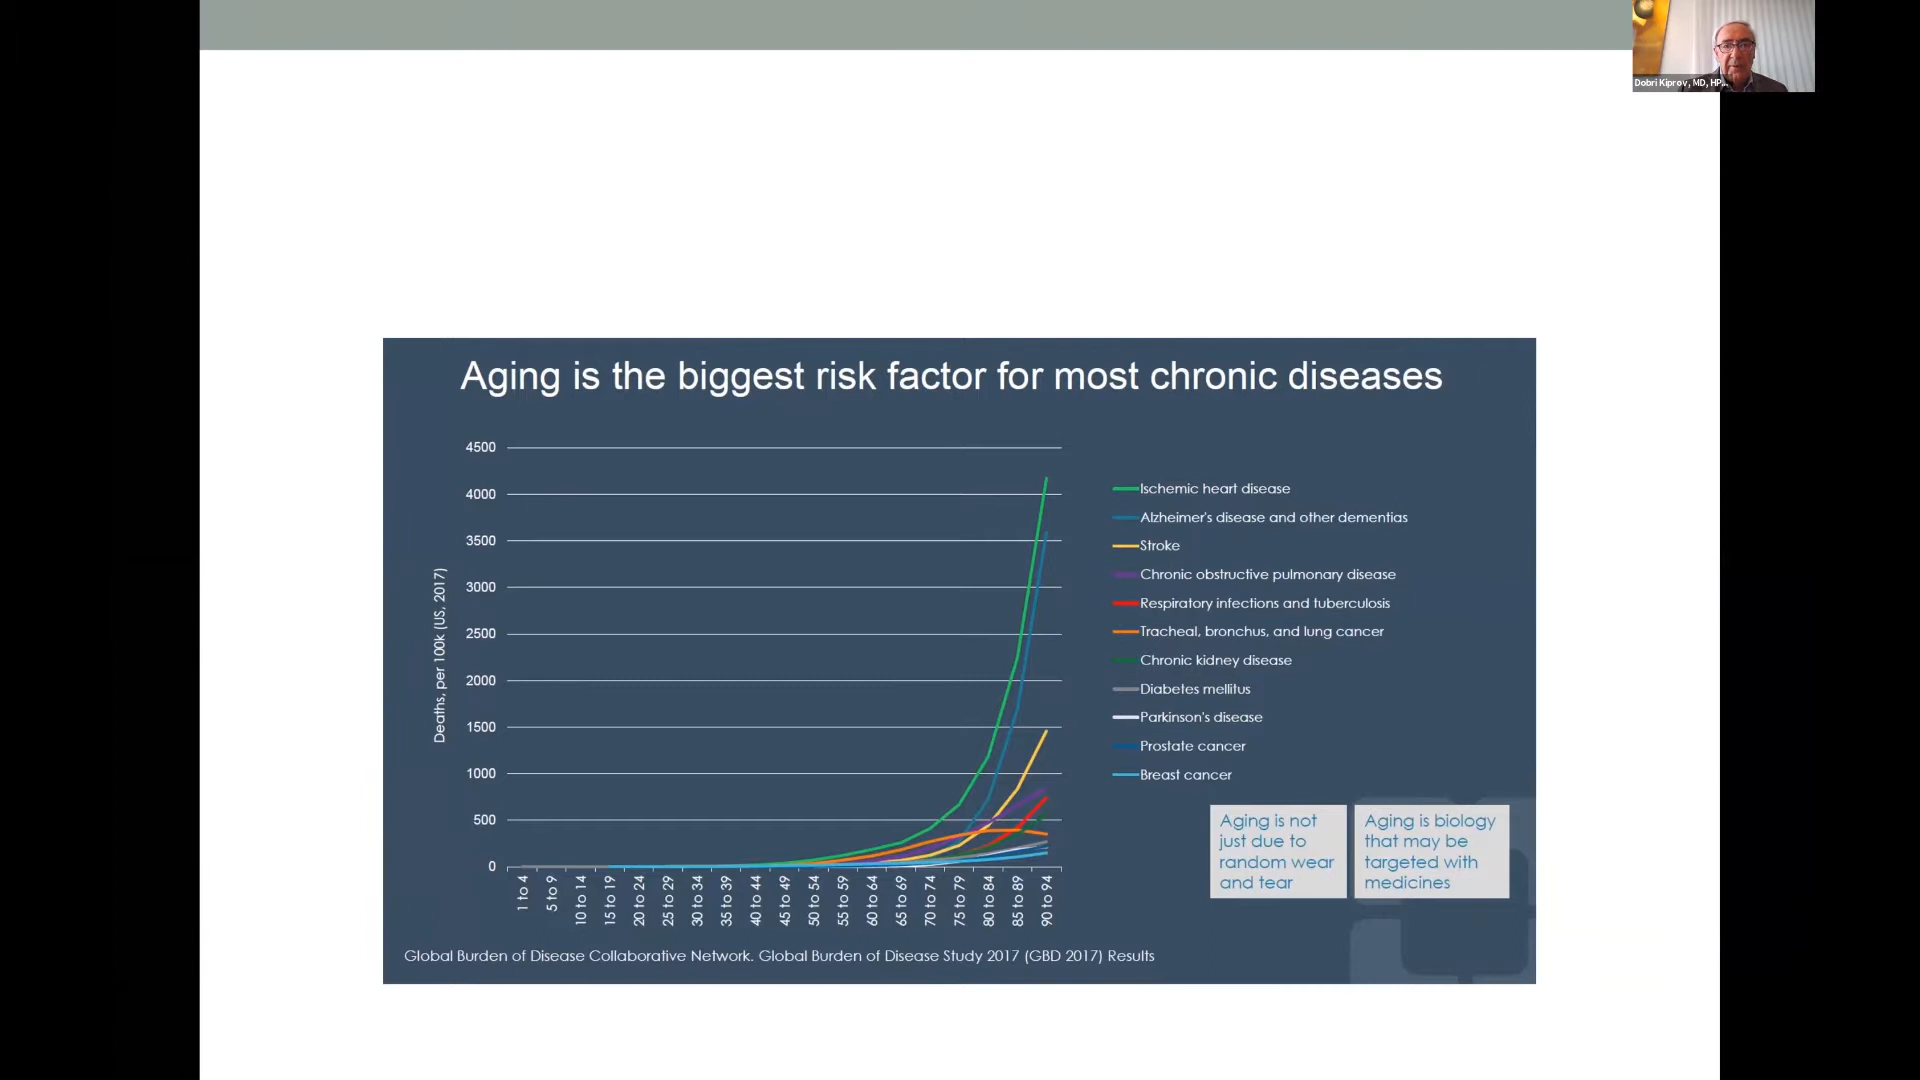 Dobri Kiprov, MD, HP...
Aging is the biggest risk factor for most chronic diseases
4500
4000
3500
3000
2500
2000
1500
1000
500
0
Deaths, per 100k (US, 2017)
1 to 4
5 to 9
10 to 14
15 to 19
20 to 24
25 to 29
30 to 34
35 to 39
40 to 44
45 to 49
50 to 54
55 to 59
60 to 64
65 to 69
70 to 74
75 to 79
80 to 84
85 to 89
90 to 94
Ischemic heart disease
Alzheimer's disease and other dementias
Stroke
Chronic obstructive pulmonary disease
Respiratory infections and tuberculosis
Tracheal, bronchus, and lung cancer
Chronic kidney disease
Diabetes mellitus
Parkinson's disease
Prostate cancer
Breast cancer
Aging is not
just due to
random wear
and tear
Aging is biology
that may be
targeted with
medicines
Global Burden of Disease Collaborative Network. Global Burden of Disease Study 2017 (GBD 2017) Results